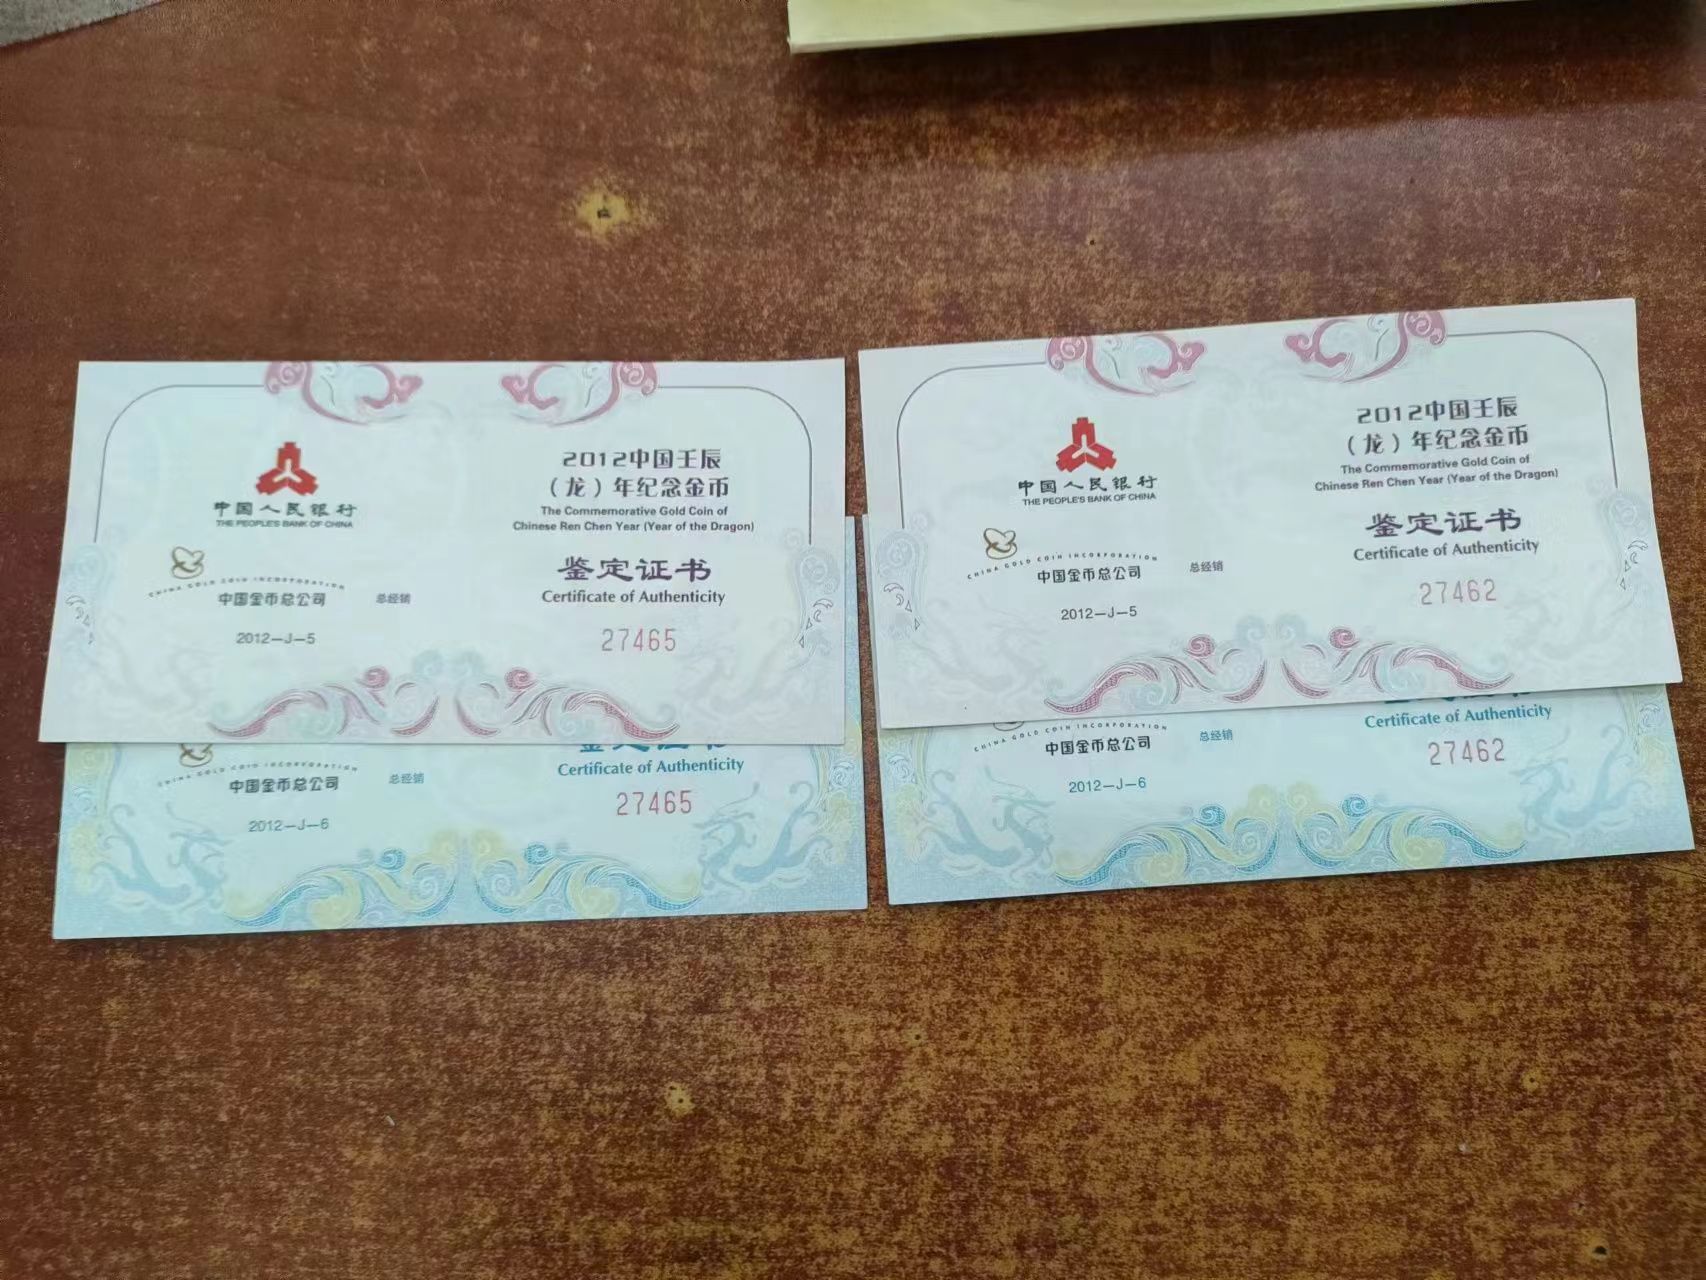 中国人民银行
THE PEOPLE'S BANK OF CHINA
CHINA GOLD COIN INCORPORATION
中国金币总公司 总经销
2012-J-5
2012中国壬辰
（龙）年纪念金币
The Commemorative Gold Coin of
Chinese Ren Chen Year (Year of the Dragon)
鉴定证书
Certificate of Authenticity
27465
中国人民银行
THE PEOPLE'S BANK OF CHINA
CHINA GOLD COIN INCORPORATION
中国金币总公司 总经销
2012-J-5
2012中国壬辰
（龙）年纪念金币
The Commemorative Gold Coin of
Chinese Ren Chen Year (Year of the Dragon)
鉴定证书
Certificate of Authenticity
27462
CHINA GOLD COIN INCORPORATION
中国金币总公司 总经销
2012-J-6
Certificate of Authenticity
27465
CHINA GOLD COIN INCORPORATION
中国金币总公司 总经销
2012-J-6
Certificate of Authenticity
27462